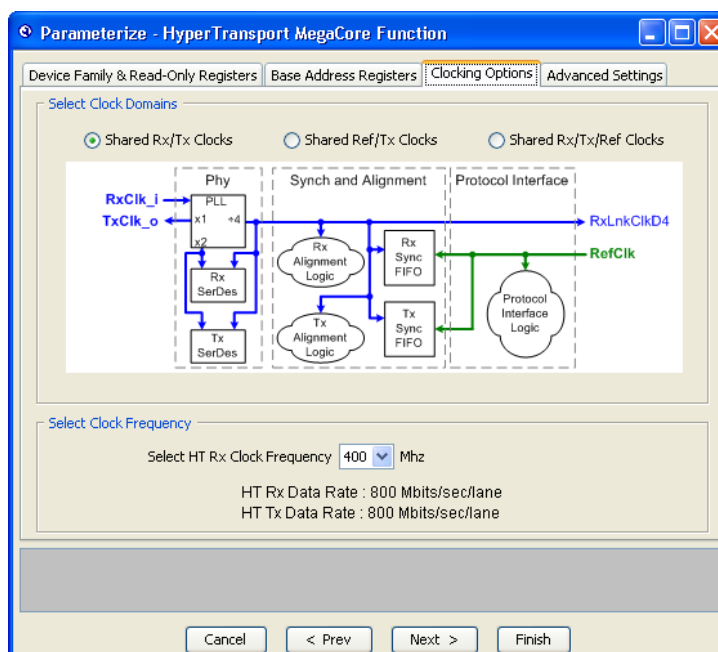 Parameterize - HyperTransport MegaCore Function
Device Family & Read-Only Registers Base Address Registers Clocking Options Advanced Settings
Select Clock Domains
Shared Rx/Tx Clocks Shared Ref/Tx Clocks Shared Rx/Tx/Ref Clocks
Phy Synch and Alignment Protocol Interface
RxClk_i
PLL
TxClk_o
x1 ÷4
x2
RxLnkClkD4
RefClk
Rx
Alignment
Logic
Rx
Sync
FIFO
Rx
SerDes
Protocol
Interface
Logic
Tx
SerDes
Tx
Alignment
Logic
Tx
Sync
FIFO
Select Clock Frequency
Select HT Rx Clock Frequency 400 Mhz
HT Rx Data Rate : 800 Mbits/sec/lane
HT Tx Data Rate : 800 Mbits/sec/lane
Cancel < Prev Next > Finish